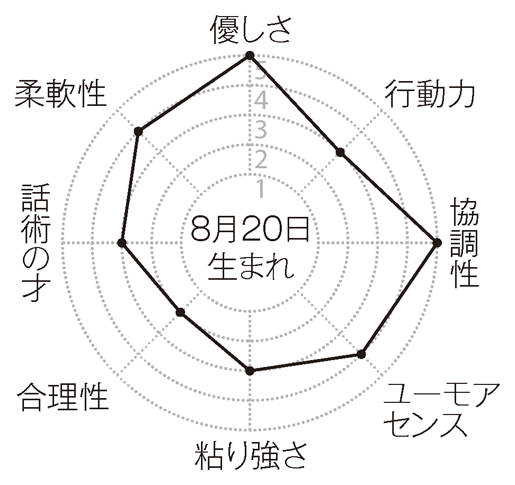 優しさ
行動力
協調性
ユーモア
センス
粘り強さ
合理性
話術の才
柔軟性
5
4
3
2
1
8月20日
生まれ